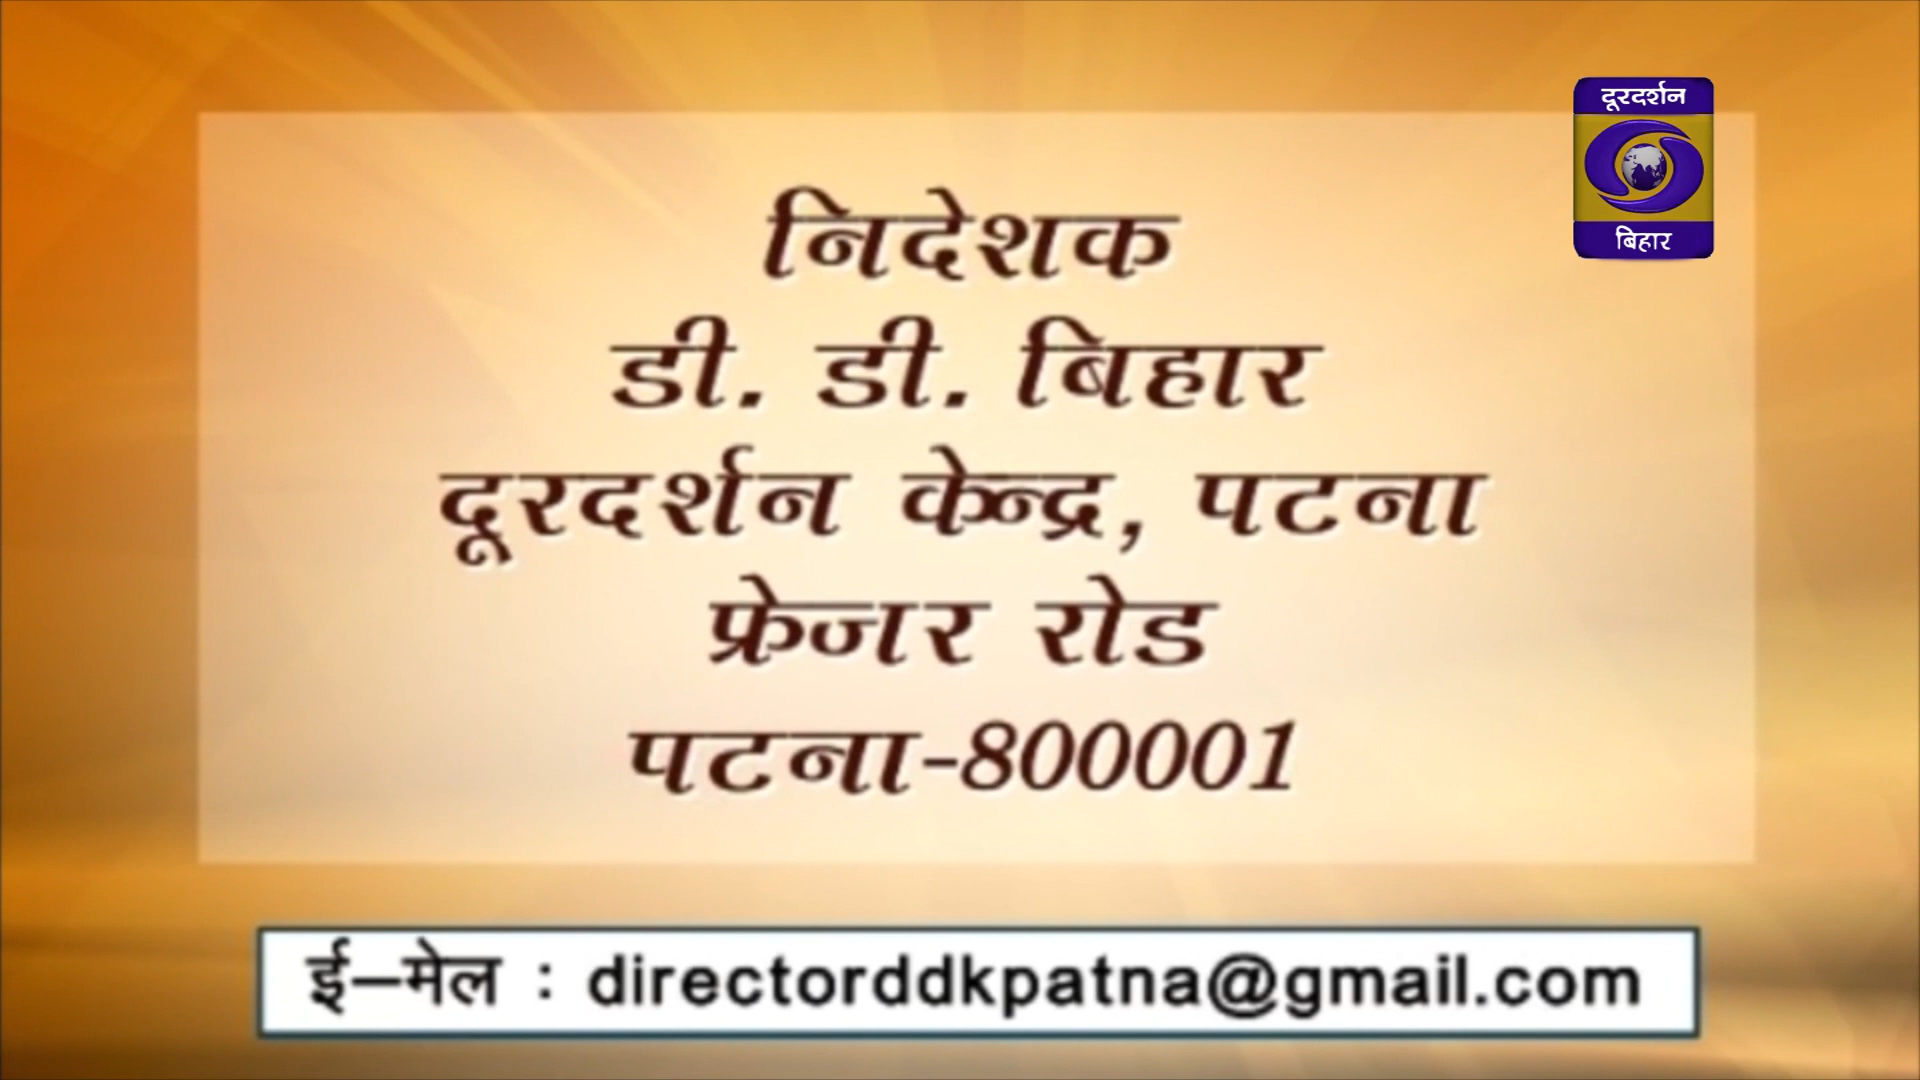 दूरदर्शन
बिहार
निदेशक
डी. डी. बिहार
दूरदर्शन केन्द्र, पटना
फ्रेजर रोड
पटना-800001
ई–मेल : directorddkpatna@gmail.com